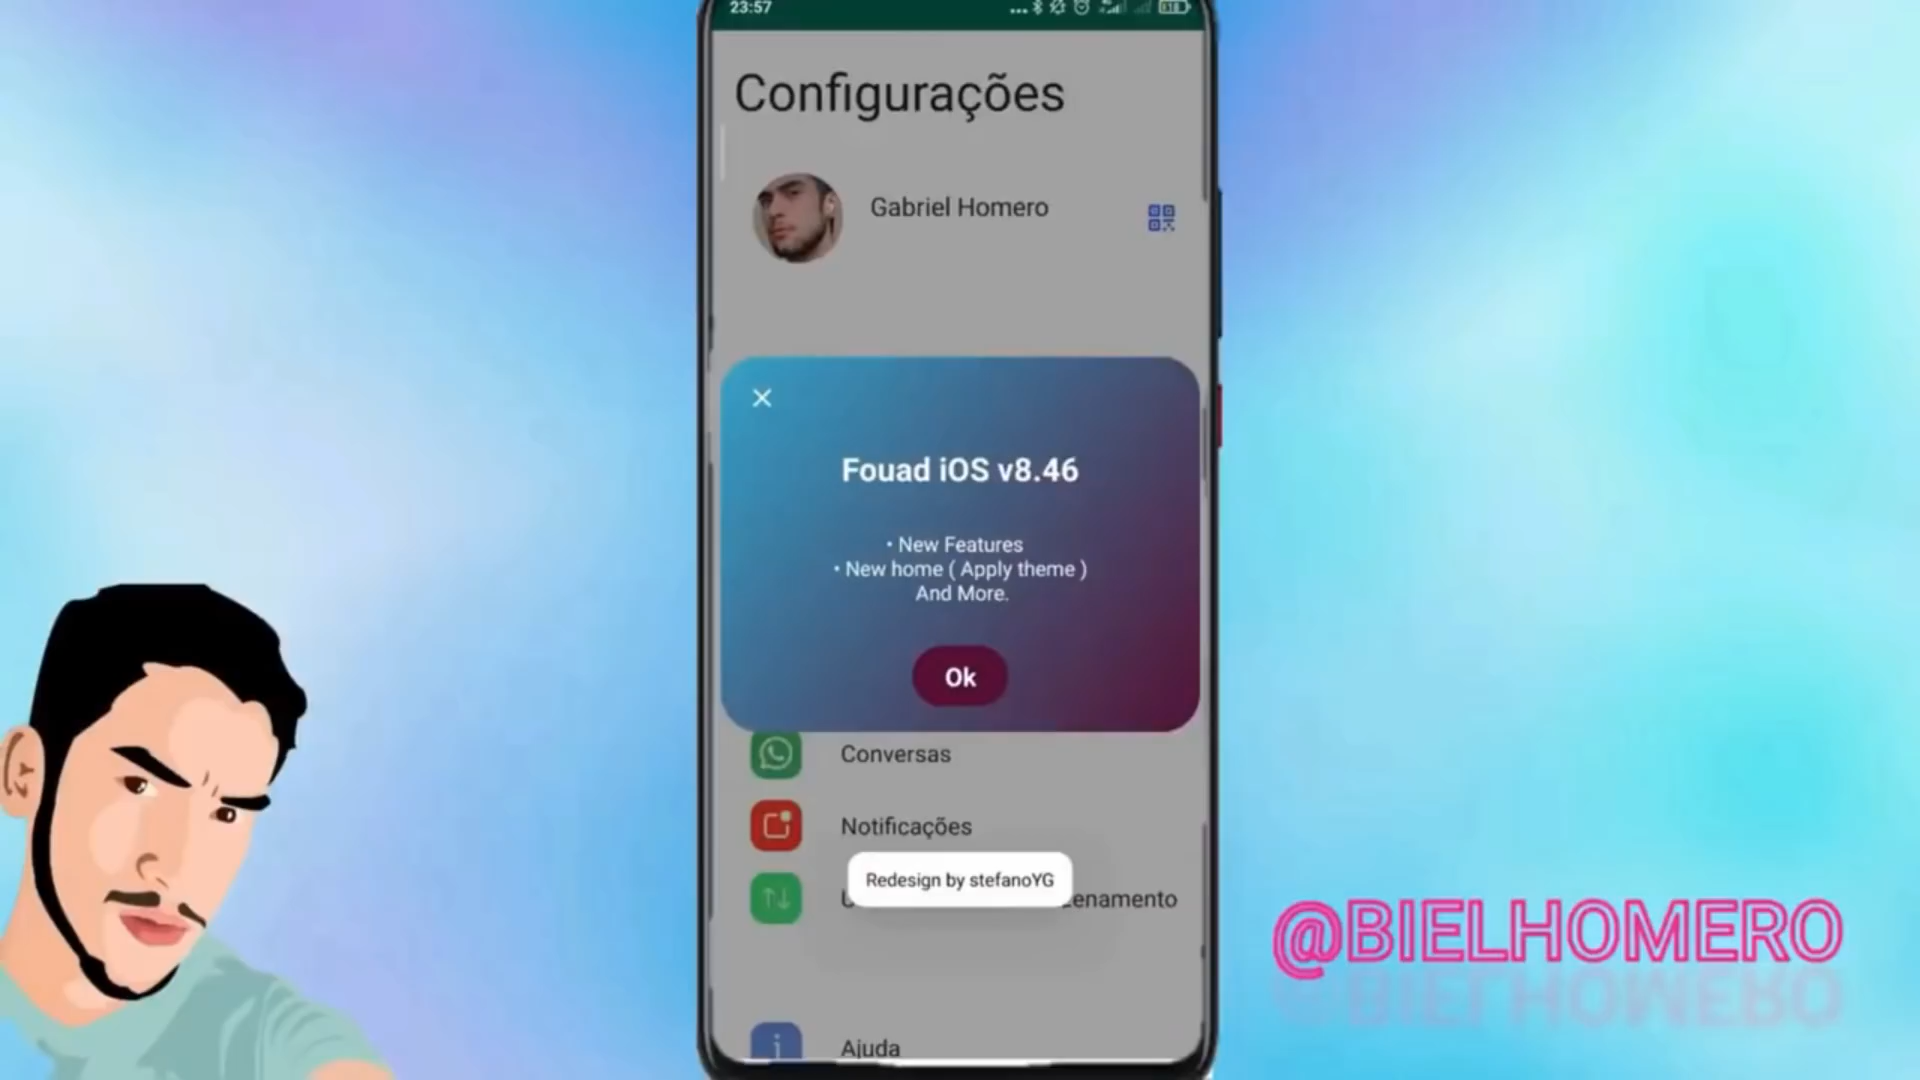 23:57
Configurações
Gabriel Homero
Fouad iOS v8.46
• New Features
• New home ( Apply theme )
And More.
Ok
Conversas
Notificações
Redesign by stefanoYG
Ajuda
@BIELHOMERO